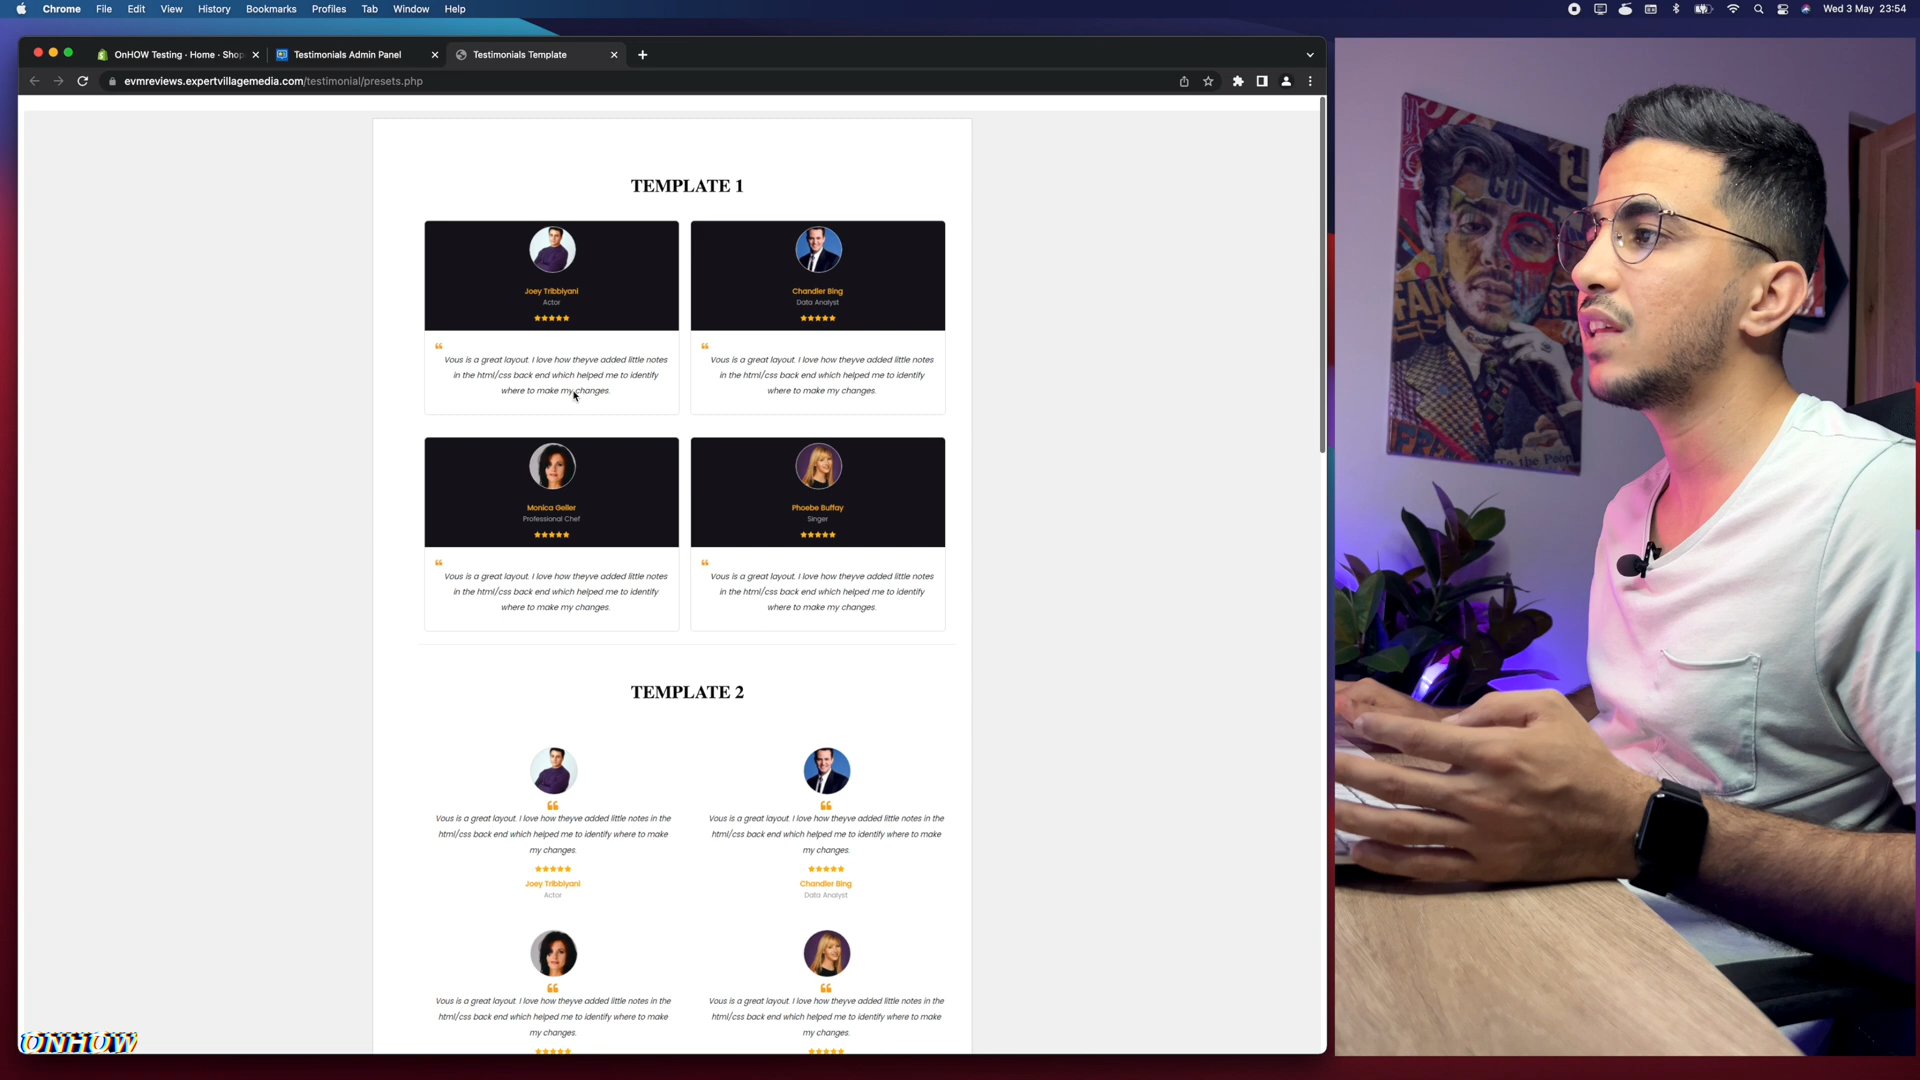 Chrome File Edit View History Bookmarks Profiles Tab Window Help
Wed 3 May 23:54
OnHOW Testing · Home · Shop
Testimonials Admin Panel
Testimonials Template
evmreviews.expertvillagemedia.com/testimonial/presets.php
TEMPLATE 1
Joey Tribbiyani
Actor
Vous is a great layout. I love how theyve added little notes
in the html/css back end which helped me to identify
where to make my changes.
Chandler Bing
Data Analyst
Vous is a great layout. I love how theyve added little notes
in the html/css back end which helped me to identify
where to make my changes.
Monica Geller
Professional Chef
Vous is a great layout. I love how theyve added little notes
in the html/css back end which helped me to identify
where to make my changes.
Phoebe Buffay
Singer
Vous is a great layout. I love how theyve added little notes
in the html/css back end which helped me to identify
where to make my changes.
TEMPLATE 2
Vous is a great layout. I love how theyve added little notes in the
html/css back end which helped me to identify where to make
my changes.
Joey Tribbiyani
Actor
Vous is a great layout. I love how theyve added little notes in the
html/css back end which helped me to identify where to make
my changes.
Chandler Bing
Data Analyst
Vous is a great layout. I love how theyve added little notes in the
html/css back end which helped me to identify where to make
my changes.
Vous is a great layout. I love how theyve added little notes in the
html/css back end which helped me to identify where to make
my changes.
ONHOW
to the People